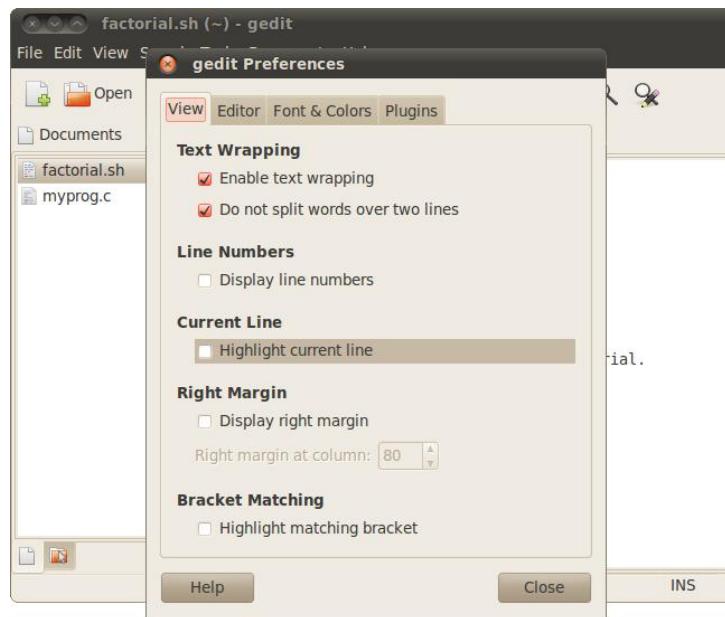 factorial.sh (~) - gedit
File Edit View
gedit Preferences
Open
View Editor Font & Colors Plugins
Documents
Text Wrapping
factorial.sh
Enable text wrapping
myprog.c
Do not split words over two lines
Line Numbers
Display line numbers
Current Line
Highlight current line
rial.
Right Margin
Display right margin
Right margin at column: 80
Bracket Matching
Highlight matching bracket
Help Close
INS